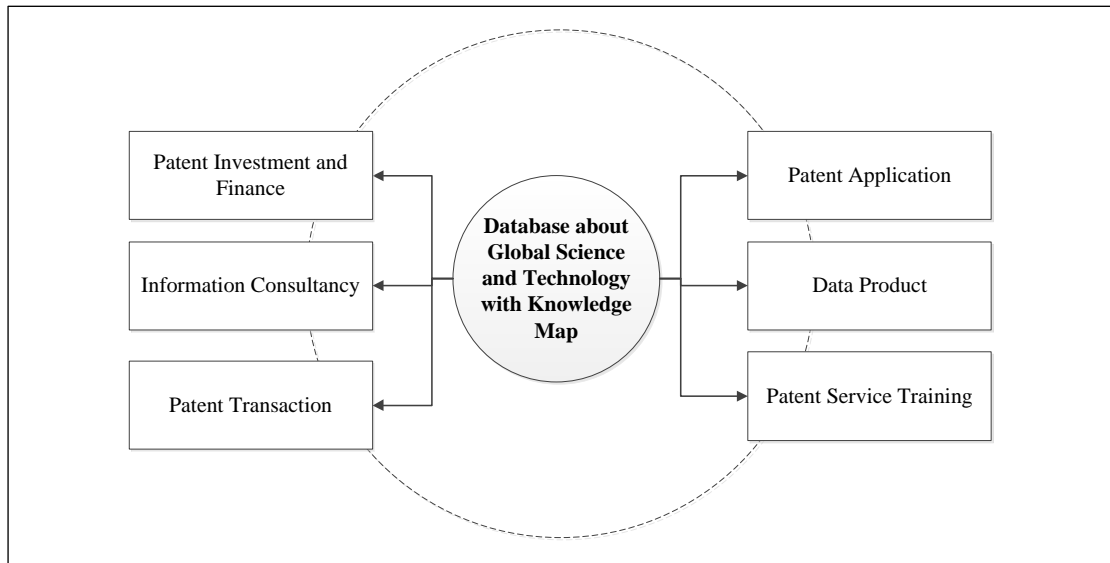 Patent Investment and
Finance
Information Consultancy
Patent Transaction
Database about
Global Science
and Technology
with Knowledge
Map
Patent Application
Data Product
Patent Service Training